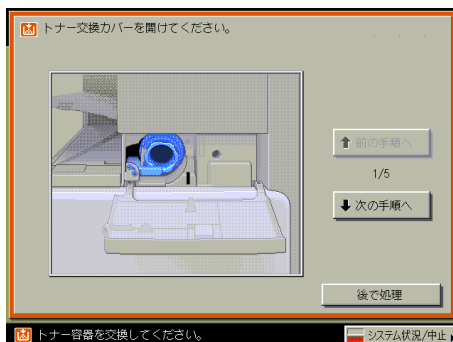 トナー交換カバーを開けてください。
前の手順へ
1/5
次の手順へ
後で処理
トナー容器を交換してください。
システム状況/中止